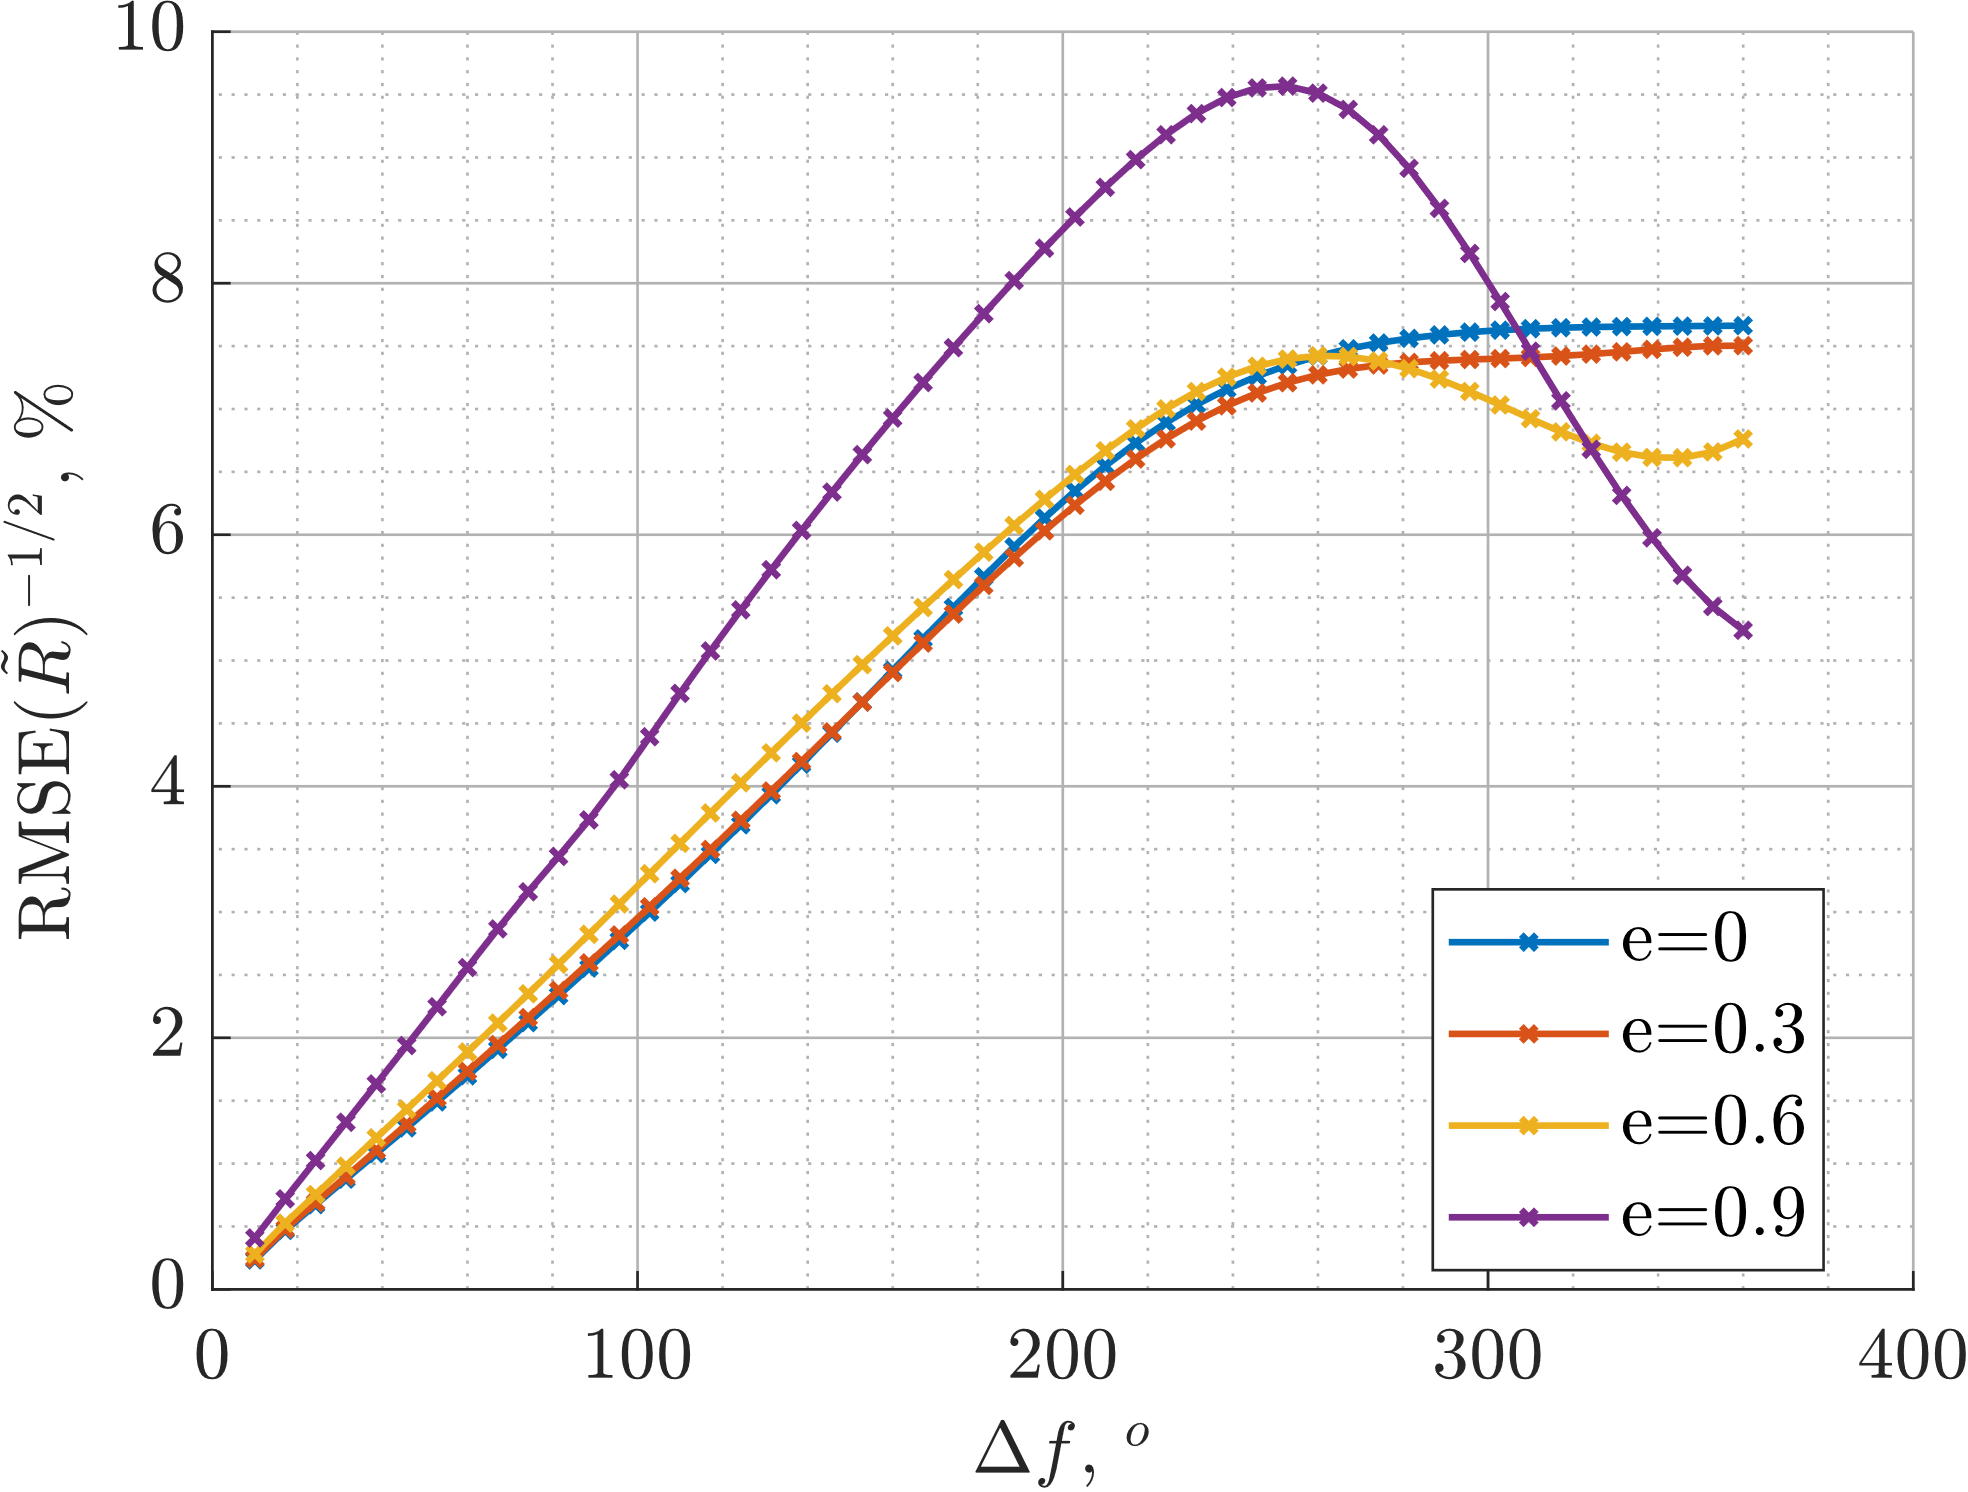 10
8
6
4
2
0
RMSE(R̃)⁻¹/², %
0 100 200 300 400
Δf, °
e=0
e=0.3
e=0.6
e=0.9